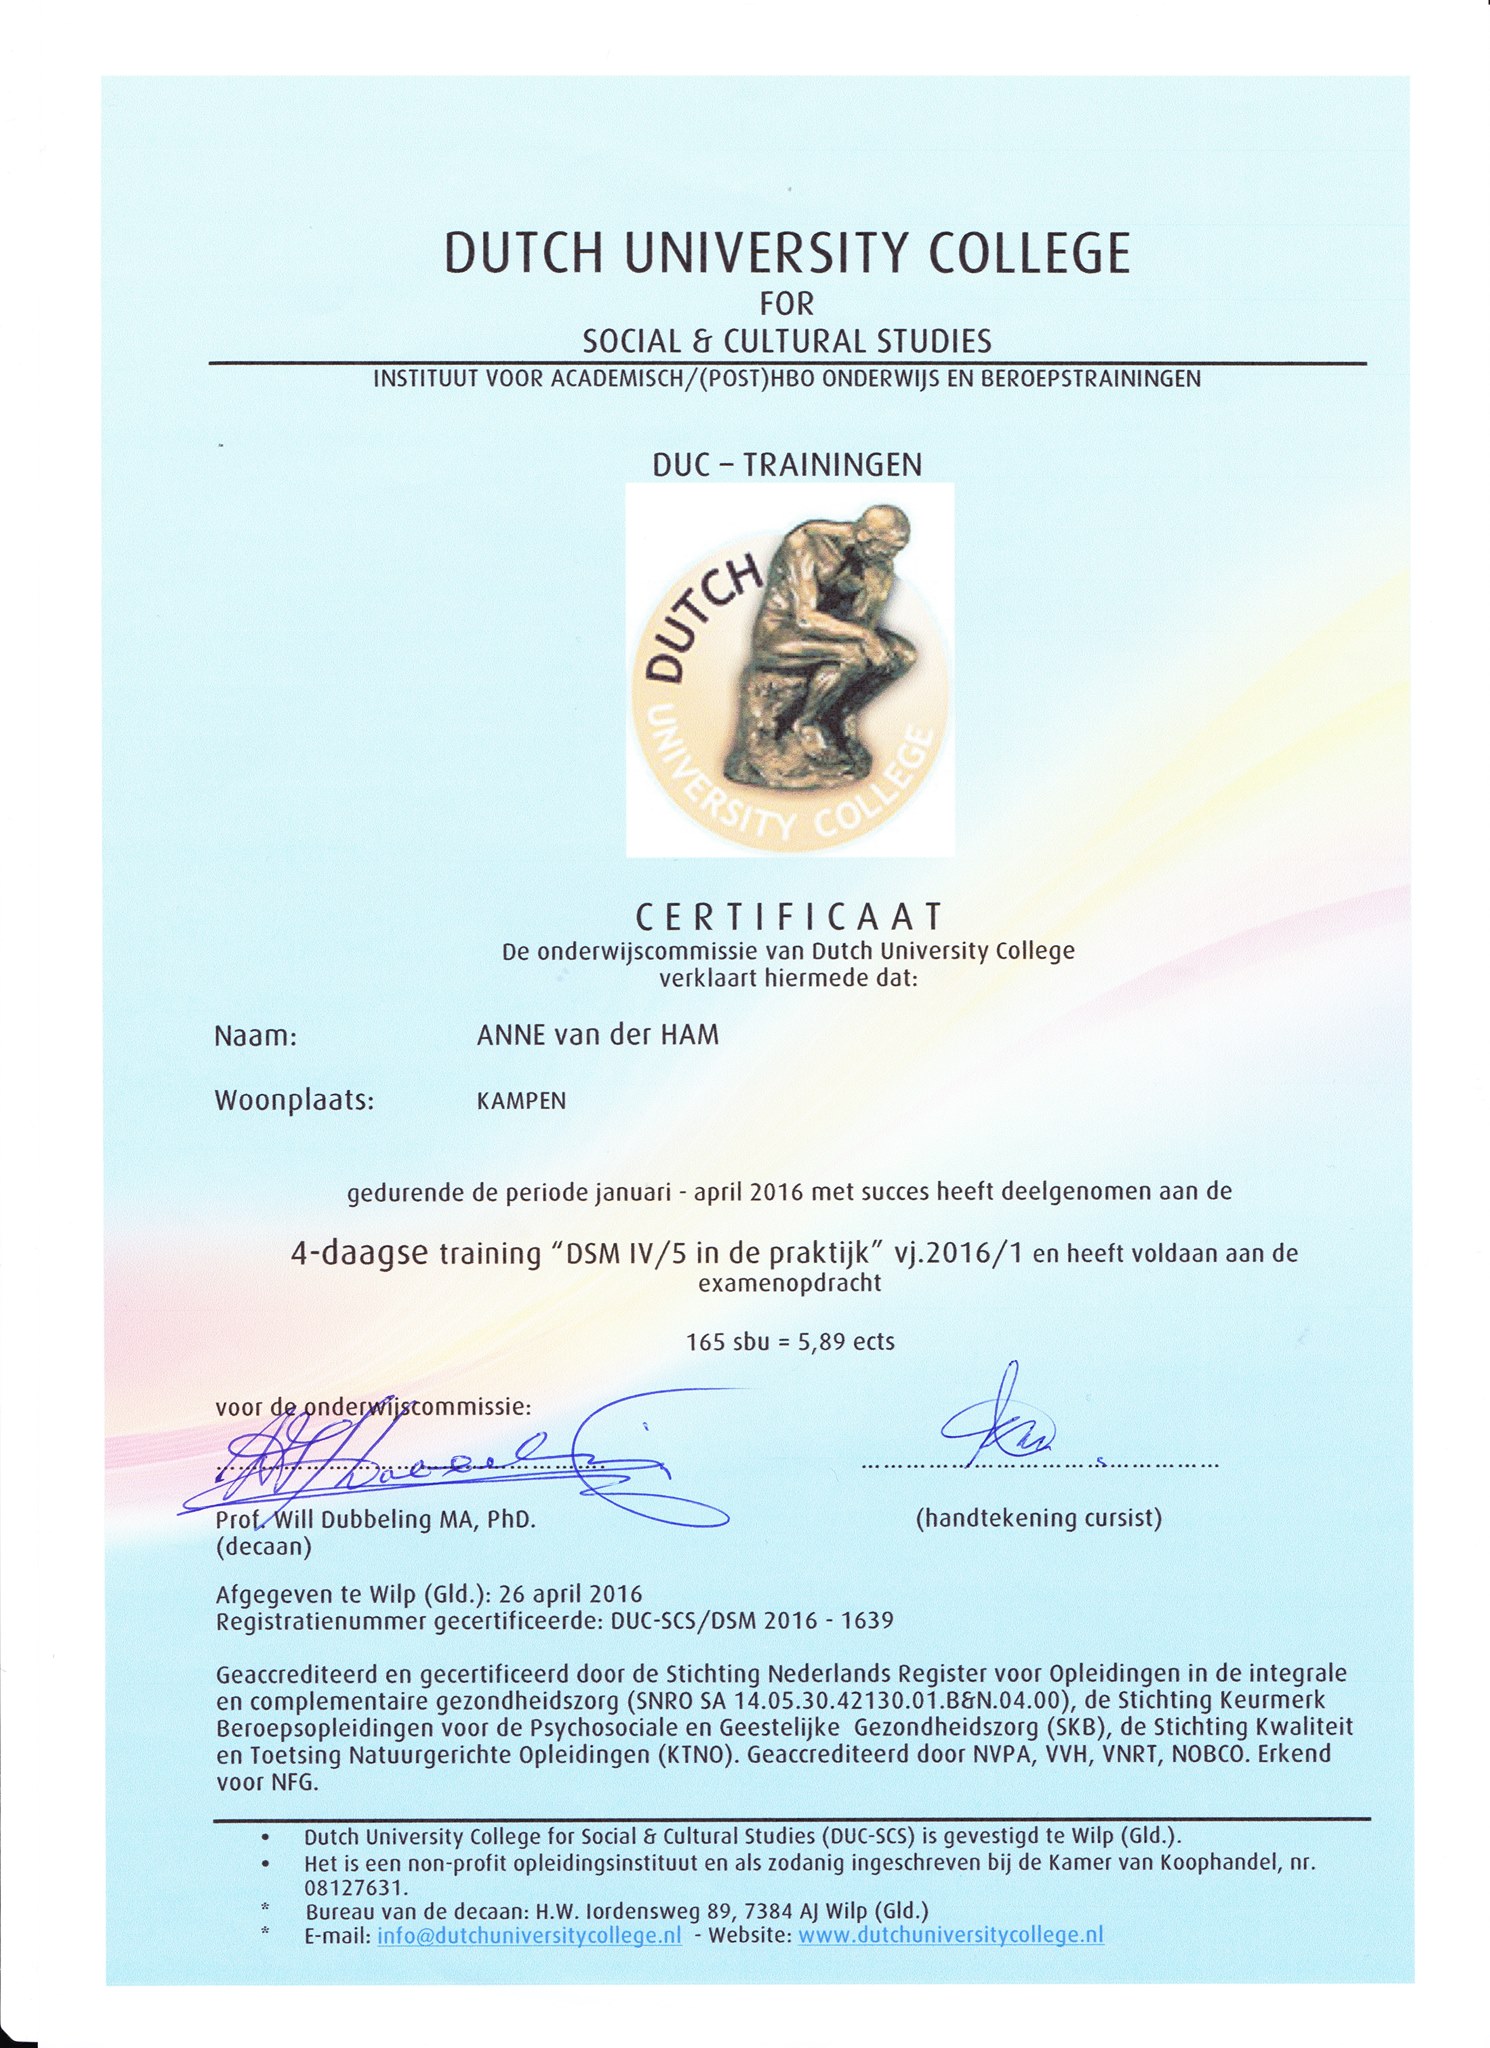 DUTCH UNIVERSITY COLLEGE
FOR
SOCIAL & CULTURAL STUDIES
INSTITUUT VOOR ACADEMISCH/(POST)HBO ONDERWIJS EN BEROEPSTRAININGEN
DUC – TRAININGEN
DUTCH
UNIVERSITY COLLEGE
CERTIFICAAT
De onderwijscommissie van Dutch University College
verklaart hiermede dat:
Naam: ANNE van der HAM
Woonplaats: KAMPEN
gedurende de periode januari - april 2016 met succes heeft deelgenomen aan de
4-daagse training “DSM IV/5 in de praktijk” vj.2016/1 en heeft voldaan aan de
examenopdracht
165 sbu = 5,89 ects
voor de onderwijscommissie:
Prof. Will Dubbeling MA, PhD. (handtekening cursist)
(decaan)
Afgegeven te Wilp (Gld.): 26 april 2016
Registratienummer gecertificeerde: DUC-SCS/DSM 2016 - 1639
Geaccrediteerd en gecertificeerd door de Stichting Nederlands Register voor Opleidingen in de integrale
en complementaire gezondheidszorg (SNRO SA 14.05.30.42130.01.B&N.04.00), de Stichting Keurmerk
Beroepsopleidingen voor de Psychosociale en Geestelijke Gezondheidszorg (SKB), de Stichting Kwaliteit
en Toetsing Natuurgerichte Opleidingen (KTNO). Geaccrediteerd door NVPA, VVH, VNRT, NOBCO. Erkend
voor NFG.
• Dutch University College for Social & Cultural Studies (DUC-SCS) is gevestigd te Wilp (Gld.).
• Het is een non-profit opleidingsinstituut en als zodanig ingeschreven bij de Kamer van Koophandel, nr.
08127631.
* Bureau van de decaan: H.W. Iordensweg 89, 7384 AJ Wilp (Gld.)
* E-mail: info@dutchuniversitycollege.nl - Website: www.dutchuniversitycollege.nl